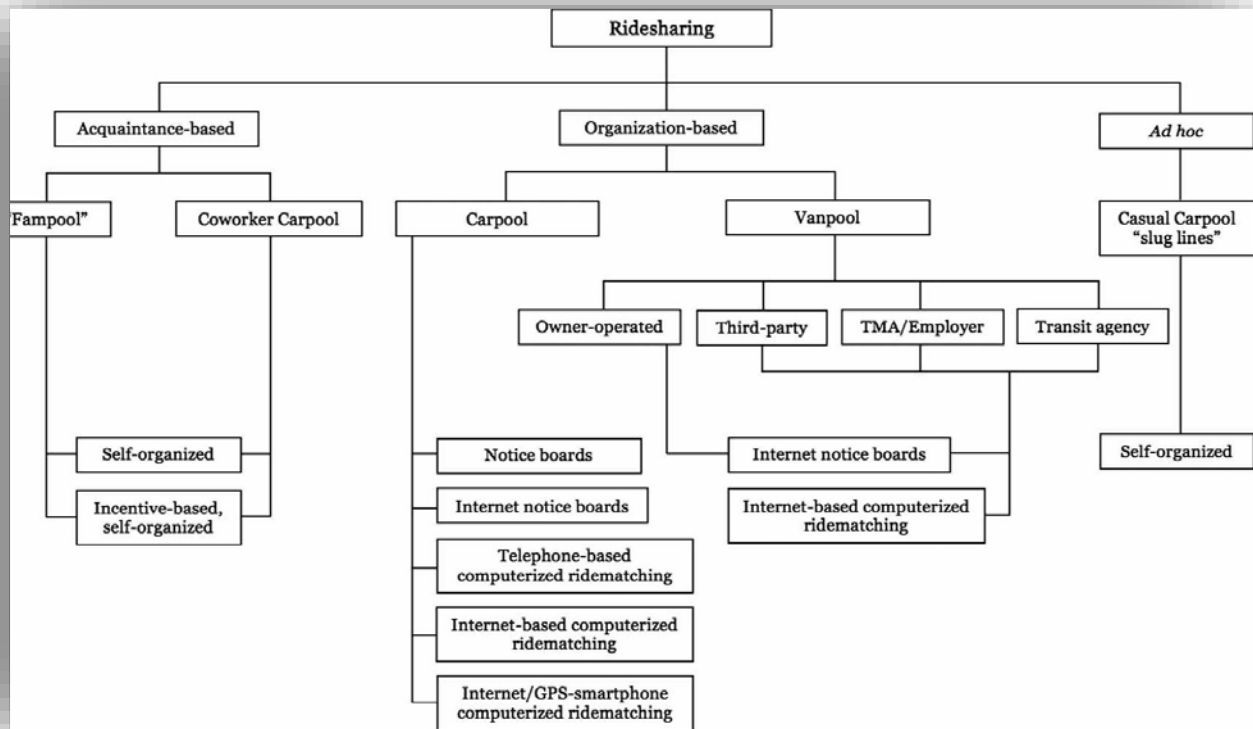 Ridesharing
Acquaintance-based
Organization-based
Ad hoc
"Fampool"
Coworker Carpool
Carpool
Vanpool
Casual Carpool
“slug lines”
Owner-operated
Third-party
TMA/Employer
Transit agency
Self-organized
Notice boards
Internet notice boards
Self-organized
Incentive-based,
self-organized
Internet notice boards
Internet-based computerized
ridematching
Telephone-based
computerized ridematching
Internet-based computerized
ridematching
Internet/GPS-smartphone
computerized ridematching